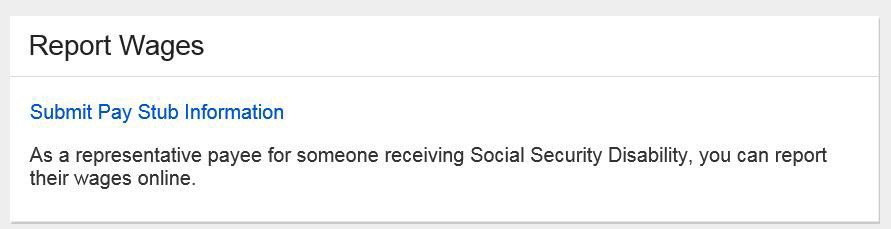 Report Wages
Submit Pay Stub Information
As a representative payee for someone receiving Social Security Disability, you can report
their wages online.